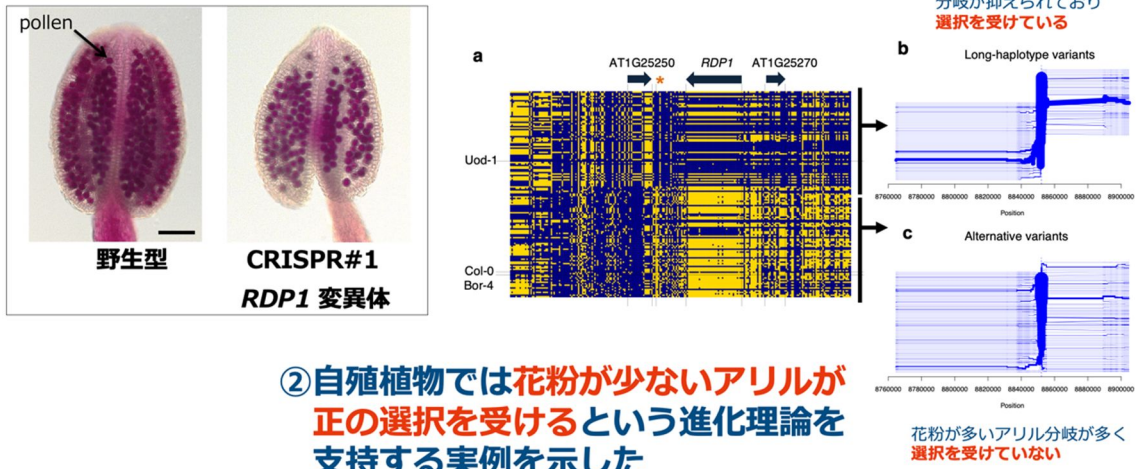 分岐が抑えられており
選択を受けている
pollen
野生型
CRISPR#1
RDP1 変異体
a
AT1G25250
RDP1
AT1G25270
*
Uod-1
Col-0
Bor-4
b
Long-haplotype variants
8760000 8780000 8800000 8820000 8840000 8860000 8880000 8900000
Position
c
Alternative variants
8760000 8780000 8800000 8820000 8840000 8860000 8880000 8900000
Position
花粉が多いアリル分岐が多く
選択を受けていない
②自殖植物では花粉が少ないアリルが
正の選択を受けるという進化理論を
支持する実例を示した